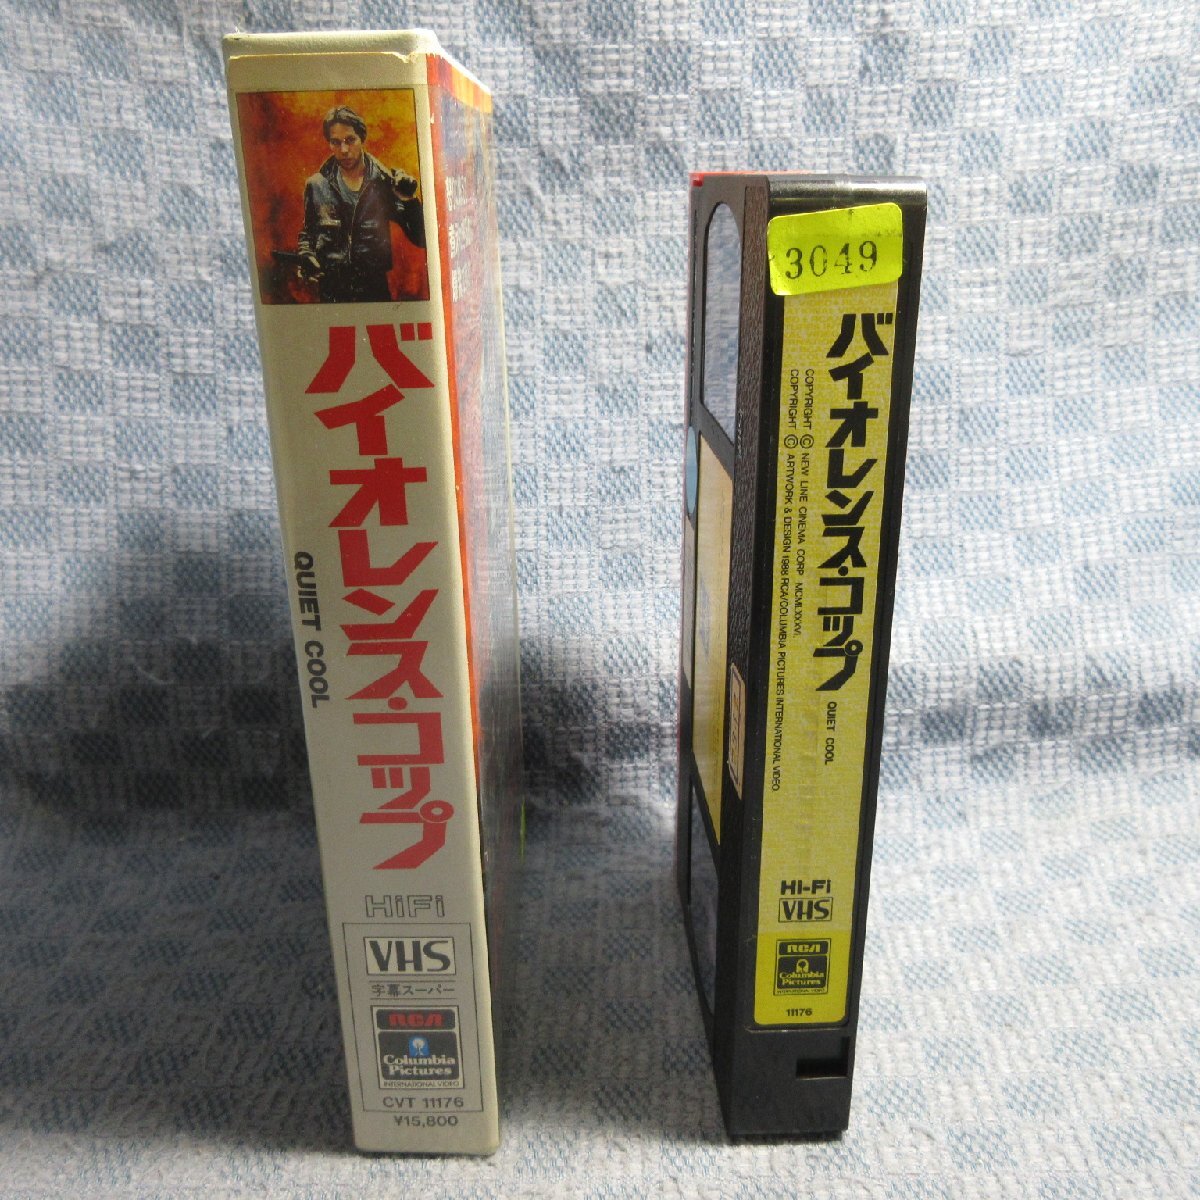 バイオレンス・コップ
QUIET COOL
HiFi
VHS
字幕スーパー
RCA
Columbia
Pictures
INTERNATIONAL VIDEO
CVT 11176
¥15,800
3049
バイオレンス・コップ
QUIET COOL
COPYRIGHT © NEW LINE CINEMA CORP. MCMLXXXVI.
COPYRIGHT © ARTWORK & DESIGN 1988 RCA/COLUMBIA PICTURES INTERNATIONAL VIDEO
Hi-Fi
VHS
RCA
Columbia
Pictures
INTERNATIONAL VIDEO
11176